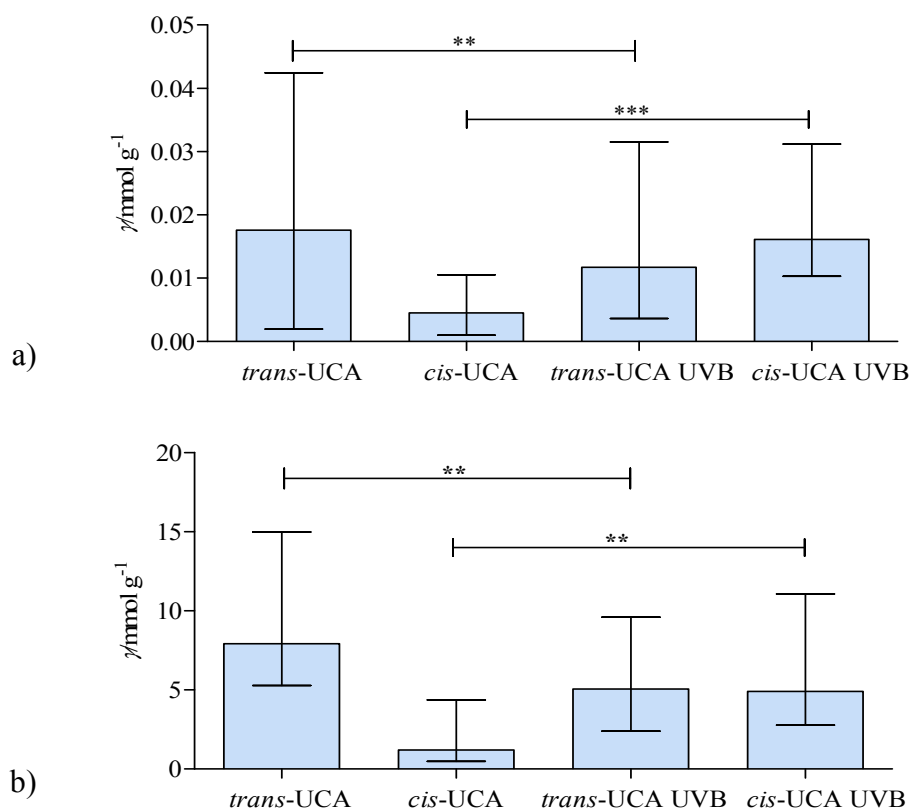 0.05
**
0.04
***
0.03
γ/mmol g⁻¹
0.02
0.01
0.00
a)
trans-UCA cis-UCA trans-UCA UVB cis-UCA UVB
20
**
15
**
γ/mmol g⁻¹
10
5
0
b)
trans-UCA cis-UCA trans-UCA UVB cis-UCA UVB